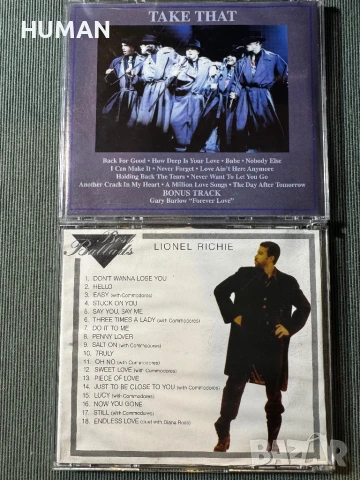 HUMAN
TAKE THAT
Back For Good • How Deep Is Your Love • Babe • Nobody Else
I Can Make It • Never Forget • Love Ain't Here Anymore
Holding Back The Tears • Never Want To Let You Go
Another Crack In My Heart • A Million Love Songs • The Day After Tomorrow
BONUS TRACK
Gary Barlow "Forever Love"
Best
Ballads
LIONEL RICHIE
1. DON'T WANNA LOSE YOU
2. HELLO
3. EASY (with Commodores)
4. STUCK ON YOU
5. SAY YOU, SAY ME
6. THREE TIMES A LADY (with Commodores)
7. DO IT TO ME
8. PENNY LOVER
9. SALT ON (with Commodores)
10. TRULY
11. OH NO (with Commodores)
12. SWEET LOVE (with Commodores)
13. PIECE OF LOVE
14. JUST TO BE CLOSE TO YOU (with Commodores)
15. LUCY (with Commodores)
16. NOW YOU GONE
17. STILL (with Commodores)
18. ENDLESS LOVE (duet with Diana Ross)
BAZAR